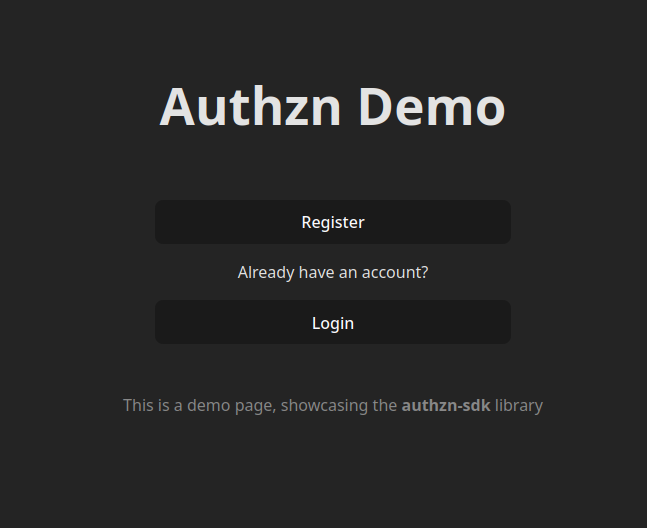 Authzn Demo
Register
Already have an account?
Login
This is a demo page, showcasing the authzn-sdk library